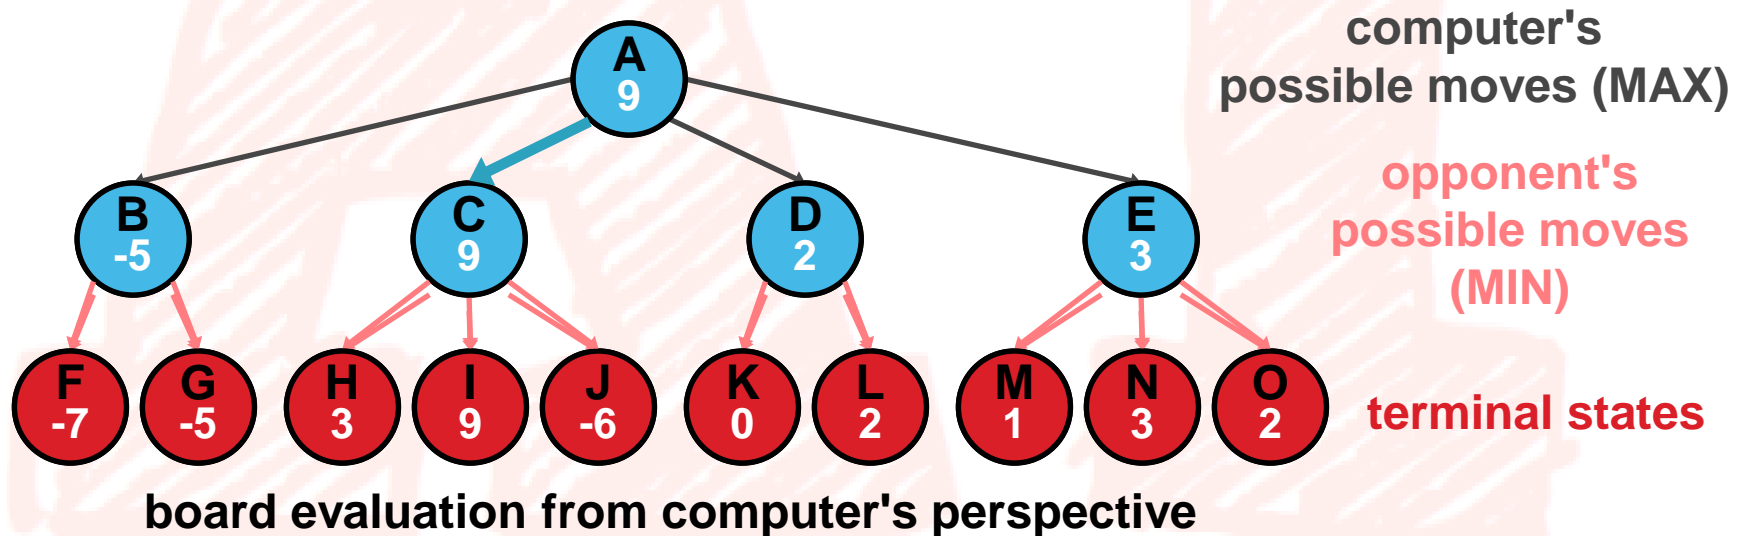 computer's
possible moves (MAX)
A
9
opponent's
possible moves
(MIN)
B
-5
C
9
D
2
E
3
F
-7
G
-5
H
3
I
9
J
-6
K
0
L
2
M
1
N
3
O
2
terminal states
board evaluation from computer's perspective